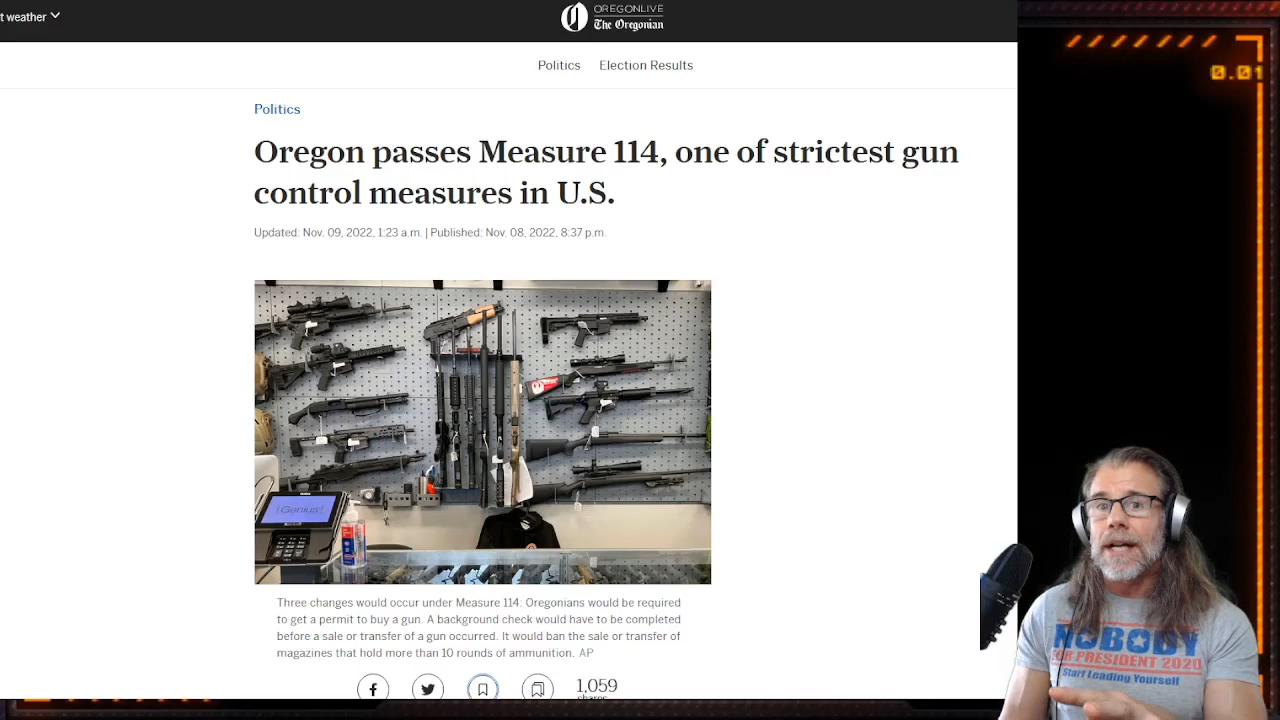 t weather
OREGONLIVE
The Oregonian
0.01
Politics
Election Results
Politics
Oregon passes Measure 114, one of strictest gun
control measures in U.S.
Updated: Nov. 09, 2022, 1:23 a.m. | Published: Nov. 08, 2022, 8:37 p.m.
¡Genius!
Three changes would occur under Measure 114: Oregonians would be required
to get a permit to buy a gun. A background check would have to be completed
before a sale or transfer of a gun occurred. It would ban the sale or transfer of
magazines that hold more than 10 rounds of ammunition. AP
1,059
shares
NOBODY
FOR PRESIDENT 2020
Start Leading Yourself